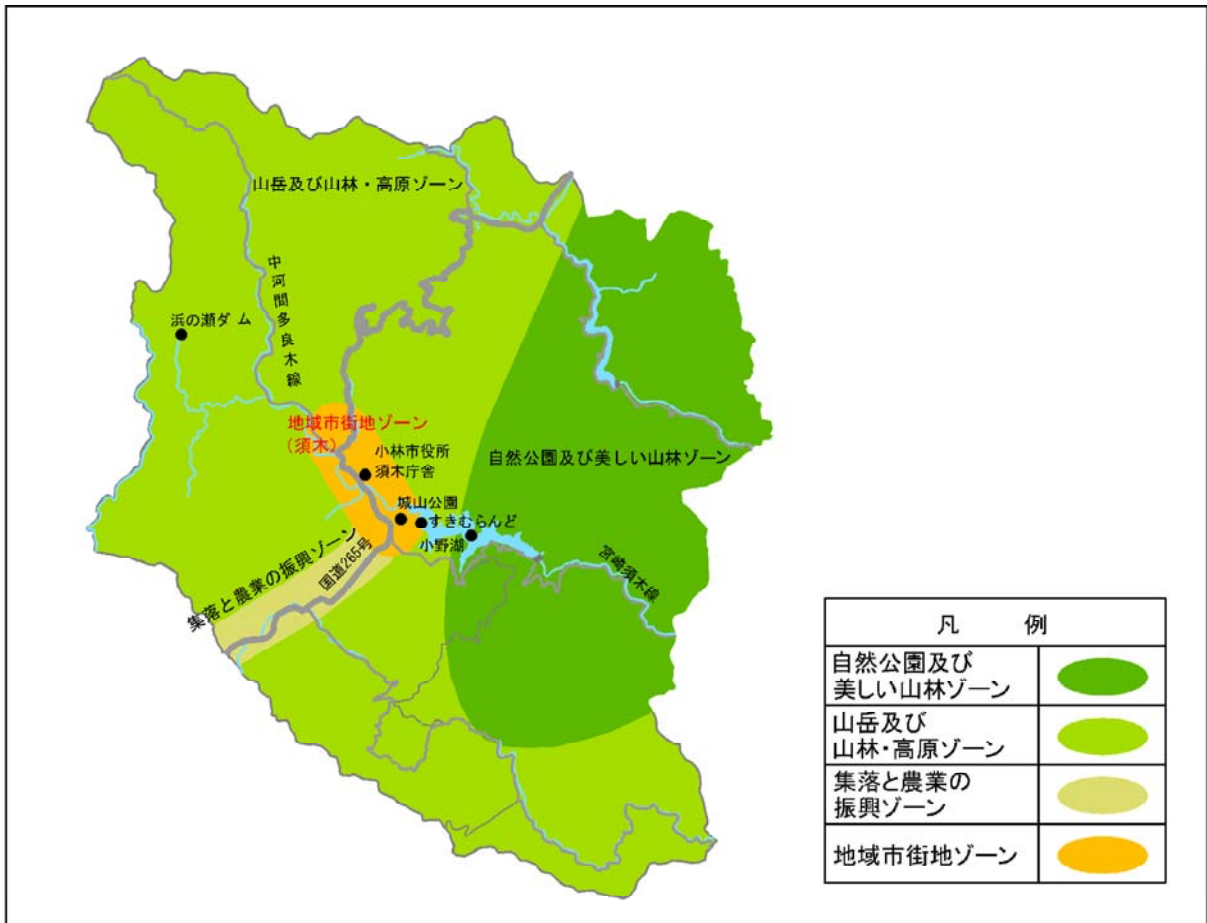 山岳及び山林・高原ゾーン
中河間多良木線
浜の瀬ダム
地域市街地ゾーン
(須木)
小林市役所
須木庁舎
自然公園及び美しい山林ゾーン
城山公園
すきむらんど
小野湖
集落と農業の振興ゾーン
国道265号
宮崎須木線
凡 例
自然公園及び
美しい山林ゾーン
山岳及び
山林・高原ゾーン
集落と農業の
振興ゾーン
地域市街地ゾーン